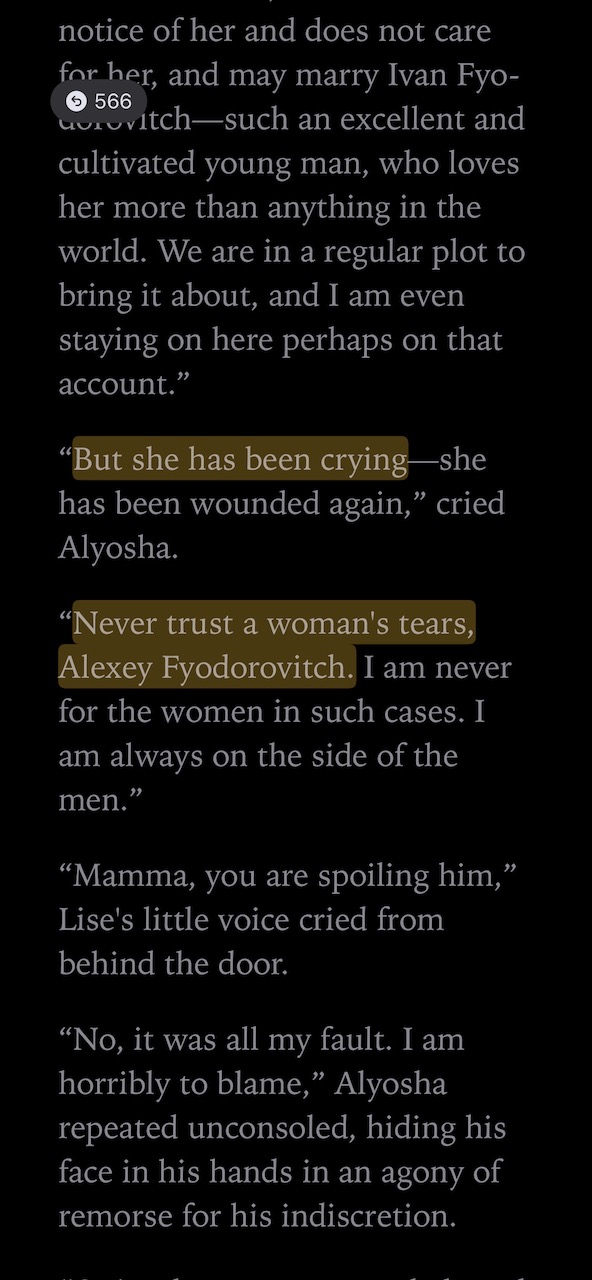 notice of her and does not care
for her, and may marry Ivan Fyo-
566
dorovitch—such an excellent and
cultivated young man, who loves
her more than anything in the
world. We are in a regular plot to
bring it about, and I am even
staying on here perhaps on that
account.”
“But she has been crying—she
has been wounded again,” cried
Alyosha.
“Never trust a woman's tears,
Alexey Fyodorovitch. I am never
for the women in such cases. I
am always on the side of the
men.”
“Mamma, you are spoiling him,”
Lise's little voice cried from
behind the door.
“No, it was all my fault. I am
horribly to blame,” Alyosha
repeated unconsoled, hiding his
face in his hands in an agony of
remorse for his indiscretion.